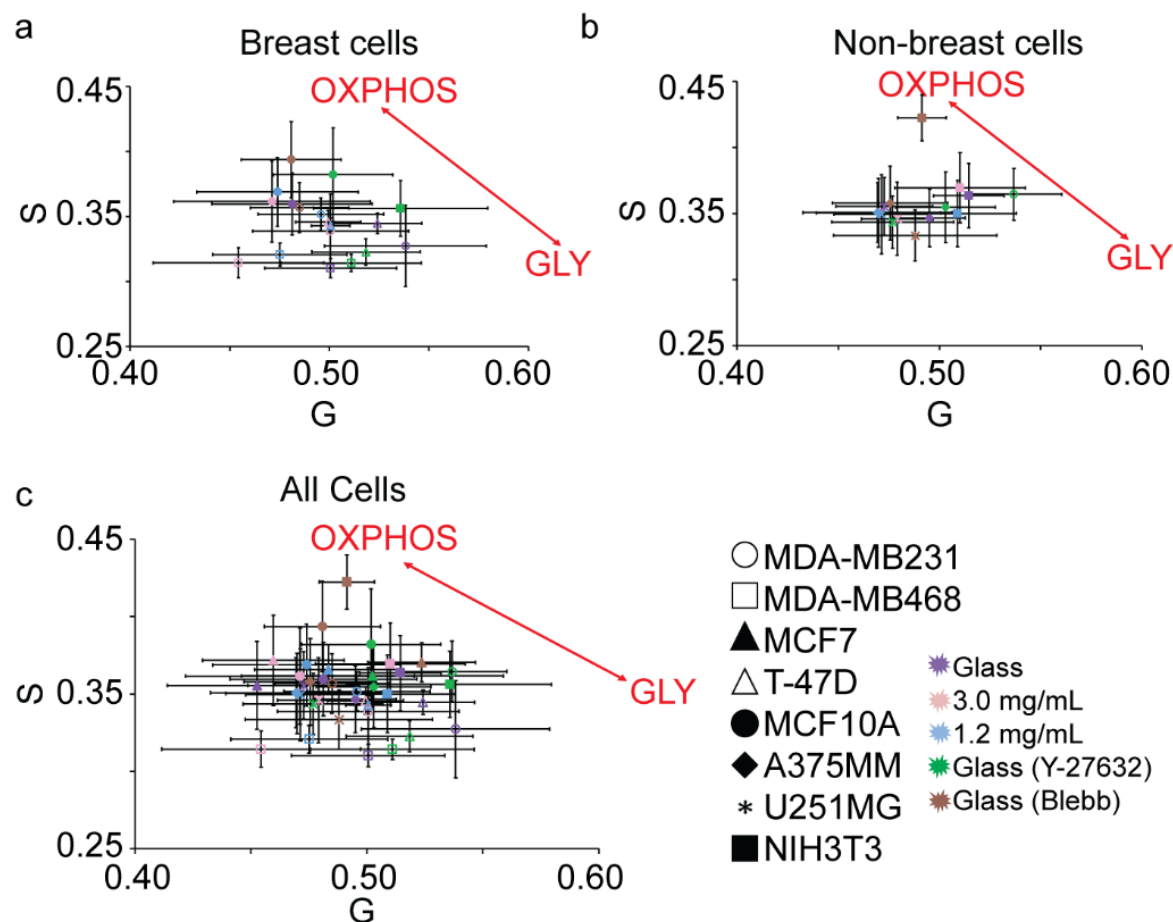 a
Breast cells
0.45
OXPHOS
S
0.35
GLY
0.25
0.40
0.50
0.60
G
b
Non-breast cells
0.45
OXPHOS
S
0.35
GLY
0.25
0.40
0.50
0.60
G
c
All Cells
0.45
OXPHOS
S
0.35
GLY
0.25
0.40
0.50
0.60
G
MDA-MB231
MDA-MB468
MCF7
T-47D
MCF10A
A375MM
U251MG
NIH3T3
Glass
3.0 mg/mL
1.2 mg/mL
Glass (Y-27632)
Glass (Blebb)